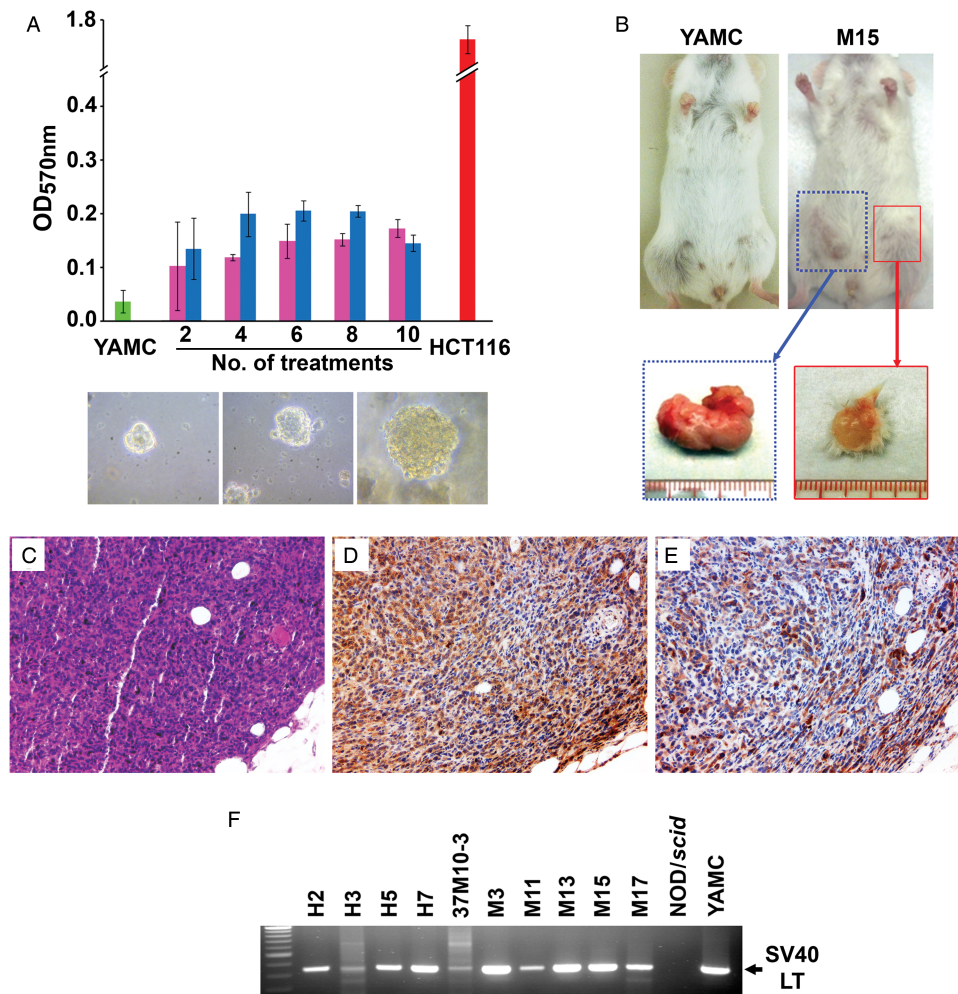 A
1.8
0.4
0.3
0.2
0.1
0.0
OD570nm
YAMC
2 4 6 8 10
HCT116
No. of treatments
B
YAMC M15
C
D
E
F
H2
H3
H5
H7
37M10-3
M3
M11
M13
M15
M17
NOD/scid
YAMC
SV40
LT